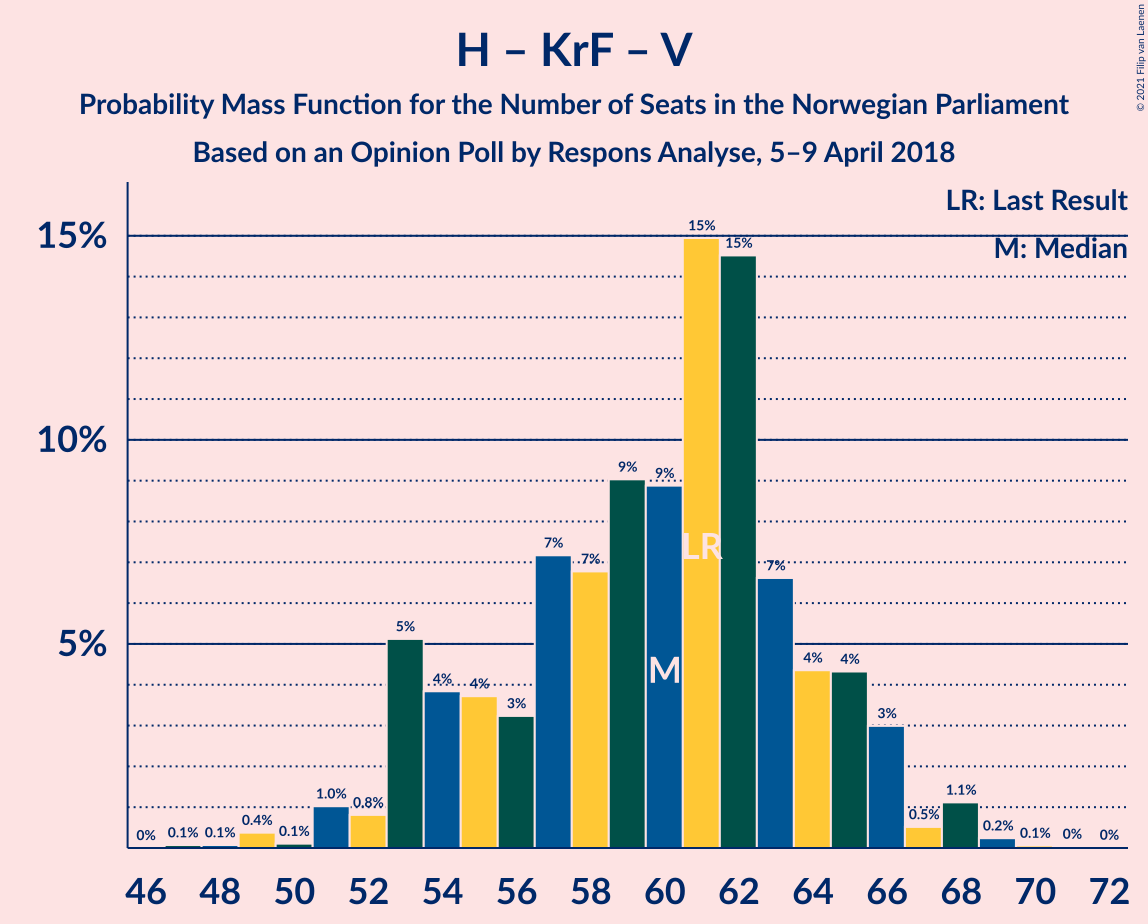 H – KrF – V
Probability Mass Function for the Number of Seats in the Norwegian Parliament
Based on an Opinion Poll by Respons Analyse, 5–9 April 2018
© 2021 Filip van Laenen
LR: Last Result
M: Median
15%
10%
5%
0% 0.1% 0.1% 0.4% 0.1% 1.0% 0.8% 5% 4% 4% 3% 7% 7% 9% 9% 15% 15% 7% 4% 4% 3% 0.5% 1.1% 0.2% 0.1% 0% 0%
LR
M
46 48 50 52 54 56 58 60 62 64 66 68 70 72